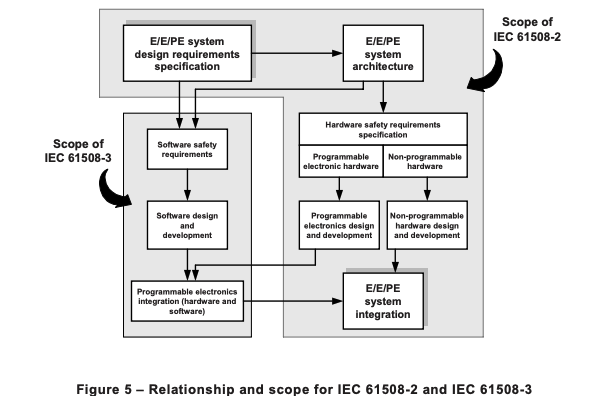 Scope of
IEC 61508-2
E/E/PE system
design requirements
specification
E/E/PE
system
architecture
Scope of
IEC 61508-3
Software safety
requirements
Hardware safety requirements
specification
Programmable
electronic hardware
Non-programmable
hardware
Software design
and
development
Programmable
electronics design
and development
Non-programmable
hardware design
and development
Programmable electronics
integration (hardware and
software)
E/E/PE
system
integration
Figure 5 – Relationship and scope for IEC 61508-2 and IEC 61508-3